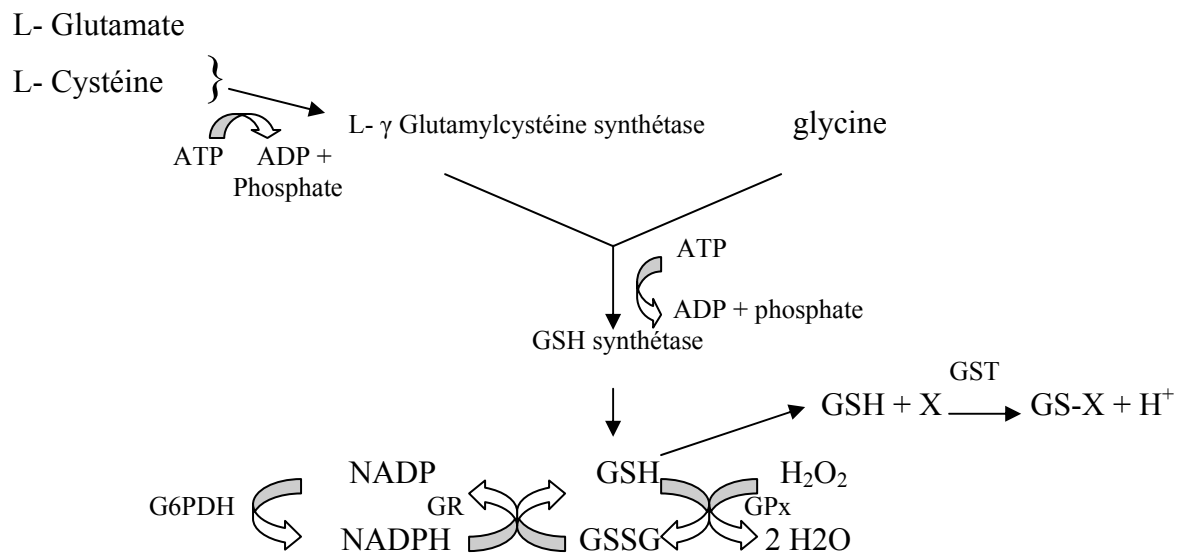 L- Glutamate
L- Cystéine }
L- γ Glutamylcystéine synthétase glycine
ATP ADP +
Phosphate
ATP
ADP + phosphate
GSH synthétase
GST
GSH + X GS-X + H⁺
NADP GSH H₂O₂
G6PDH GR GPx
NADPH GSSG 2 H2O